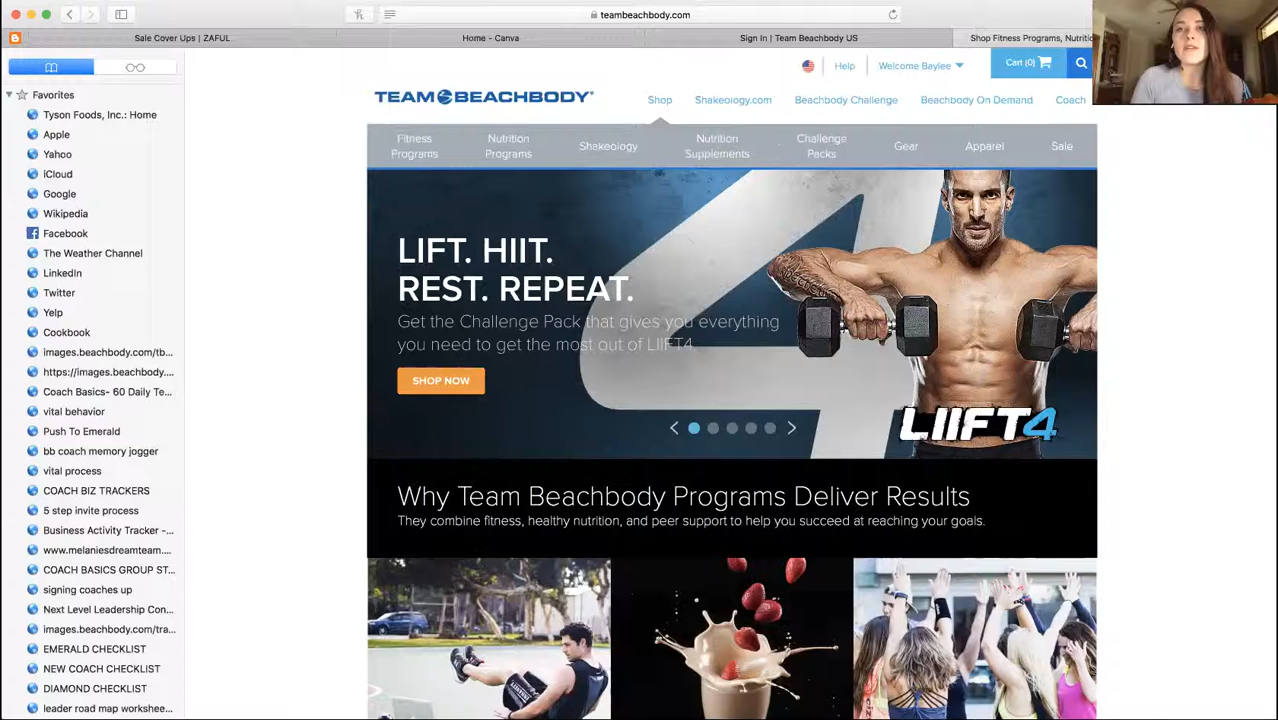 teambeachbody.com
Sale Cover Ups | ZAFUL
Home - Canva
Sign In | Team Beachbody US
Shop Fitness Programs, Nutritio
Favorites
Tyson Foods, Inc.: Home
Apple
Yahoo
iCloud
Google
Wikipedia
Facebook
The Weather Channel
LinkedIn
Twitter
Yelp
Cookbook
images.beachbody.com/tb...
https://images.beachbody....
Coach Basics- 60 Daily Te...
vital behavior
Push To Emerald
bb coach memory jogger
vital process
COACH BIZ TRACKERS
5 step invite process
Business Activity Tracker -...
www.melaniesdreamteam....
COACH BASICS GROUP ST...
signing coaches up
Next Level Leadership Con...
images.beachbody.com/tra...
EMERALD CHECKLIST
NEW COACH CHECKLIST
DIAMOND CHECKLIST
leader road map workshee...
Help
Welcome Baylee
Cart (0)
TEAM BEACHBODY®
Shop
Shakeology.com
Beachbody Challenge
Beachbody On Demand
Coach
Fitness
Programs
Nutrition
Programs
Shakeology
Nutrition
Supplements
Challenge
Packs
Gear
Apparel
Sale
LIFT. HIIT.
REST. REPEAT.
Get the Challenge Pack that gives you everything
you need to get the most out of LIIFT4.
SHOP NOW
4
LIIFT4
Why Team Beachbody Programs Deliver Results
They combine fitness, healthy nutrition, and peer support to help you succeed at reaching your goals.